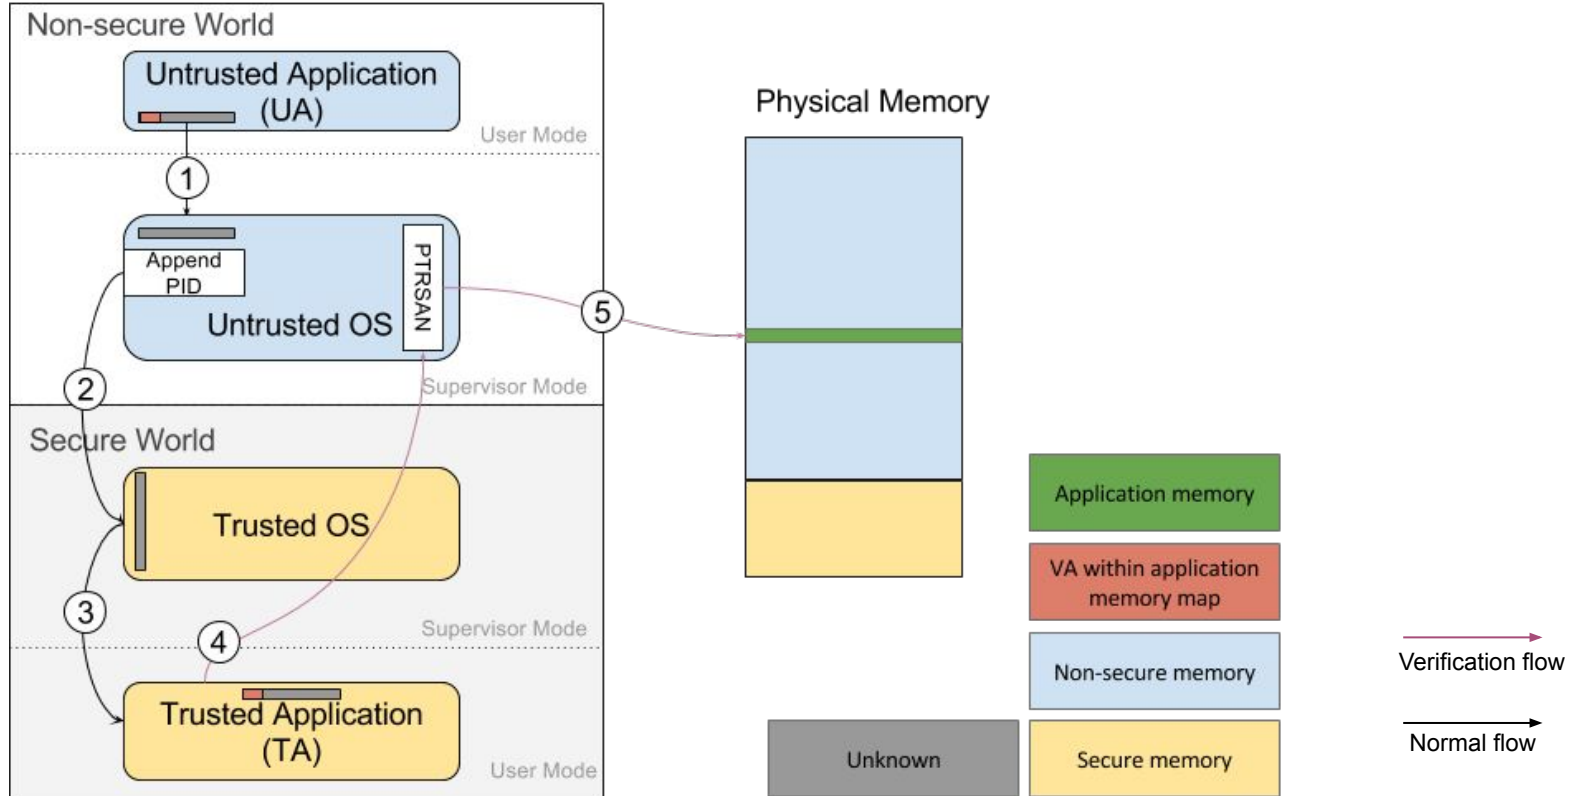 Non-secure World
Untrusted Application
(UA)
User Mode
1
Append
PID
PTRSAN
Untrusted OS
Supervisor Mode
2
5
Secure World
Trusted OS
3
Supervisor Mode
4
Trusted Application
(TA)
User Mode
Physical Memory
Application memory
VA within application
memory map
Non-secure memory
Unknown
Secure memory
Verification flow
Normal flow